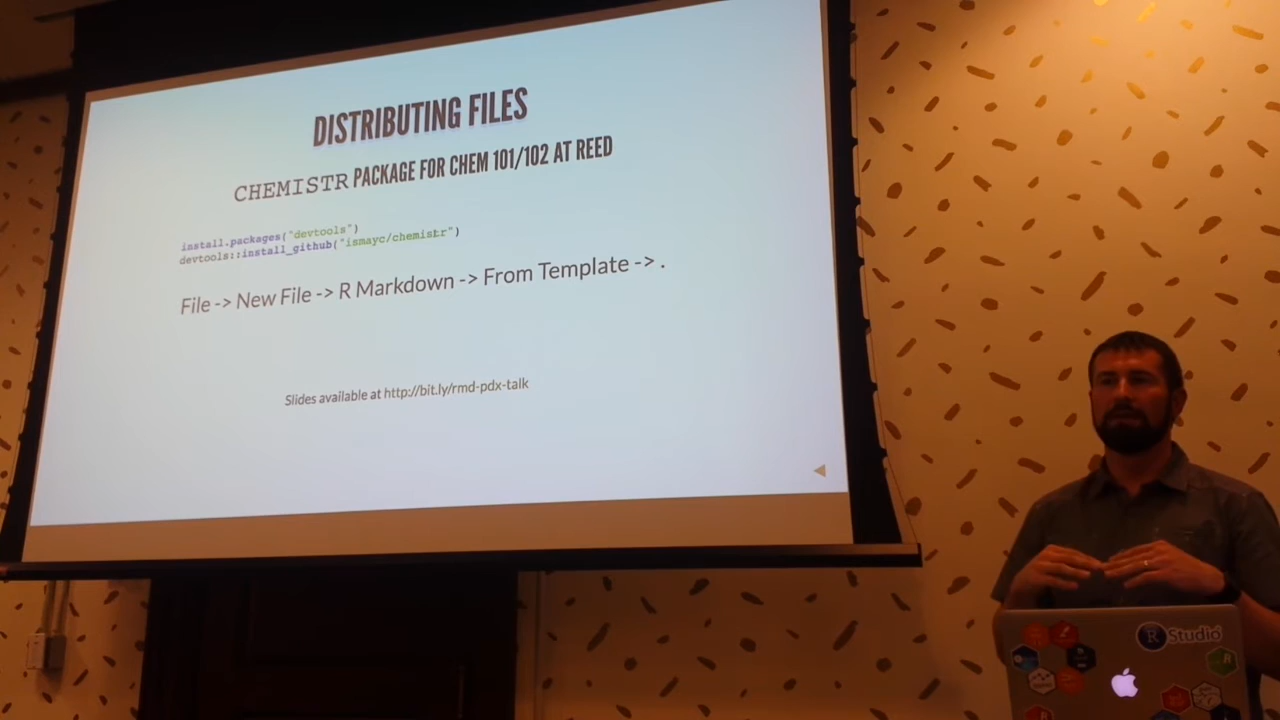 DISTRIBUTING FILES
CHEMISTR PACKAGE FOR CHEM 101/102 AT REED
install.packages("devtools")
devtools::install_github("ismayc/chemistr")
File -> New File -> R Markdown -> From Template -> .
Slides available at http://bit.ly/rmd-pdx-talk
R Studio